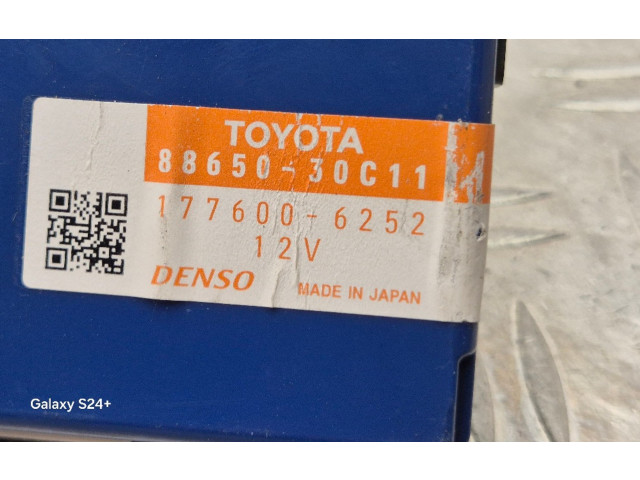 TOYOTA
88650-30C11
177600-6252
12V
DENSO MADE IN JAPAN
Galaxy S24+